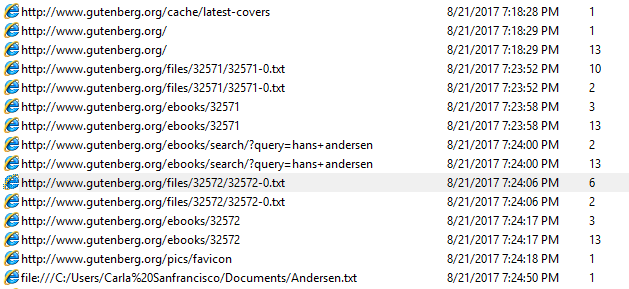 http://www.gutenberg.org/cache/latest-covers 8/21/2017 7:18:28 PM 1
http://www.gutenberg.org/ 8/21/2017 7:18:29 PM 1
http://www.gutenberg.org/ 8/21/2017 7:18:29 PM 13
http://www.gutenberg.org/files/32571/32571-0.txt 8/21/2017 7:23:52 PM 10
http://www.gutenberg.org/files/32571/32571-0.txt 8/21/2017 7:23:52 PM 2
http://www.gutenberg.org/ebooks/32571 8/21/2017 7:23:58 PM 3
http://www.gutenberg.org/ebooks/32571 8/21/2017 7:23:58 PM 13
http://www.gutenberg.org/ebooks/search/?query=hans+andersen 8/21/2017 7:24:00 PM 2
http://www.gutenberg.org/ebooks/search/?query=hans+andersen 8/21/2017 7:24:00 PM 13
http://www.gutenberg.org/files/32572/32572-0.txt 8/21/2017 7:24:06 PM 6
http://www.gutenberg.org/files/32572/32572-0.txt 8/21/2017 7:24:06 PM 2
http://www.gutenberg.org/ebooks/32572 8/21/2017 7:24:17 PM 3
http://www.gutenberg.org/ebooks/32572 8/21/2017 7:24:17 PM 13
http://www.gutenberg.org/pics/favicon 8/21/2017 7:24:18 PM 1
file:///C:/Users/Carla%20Sanfrancisco/Documents/Andersen.txt 8/21/2017 7:24:50 PM 1